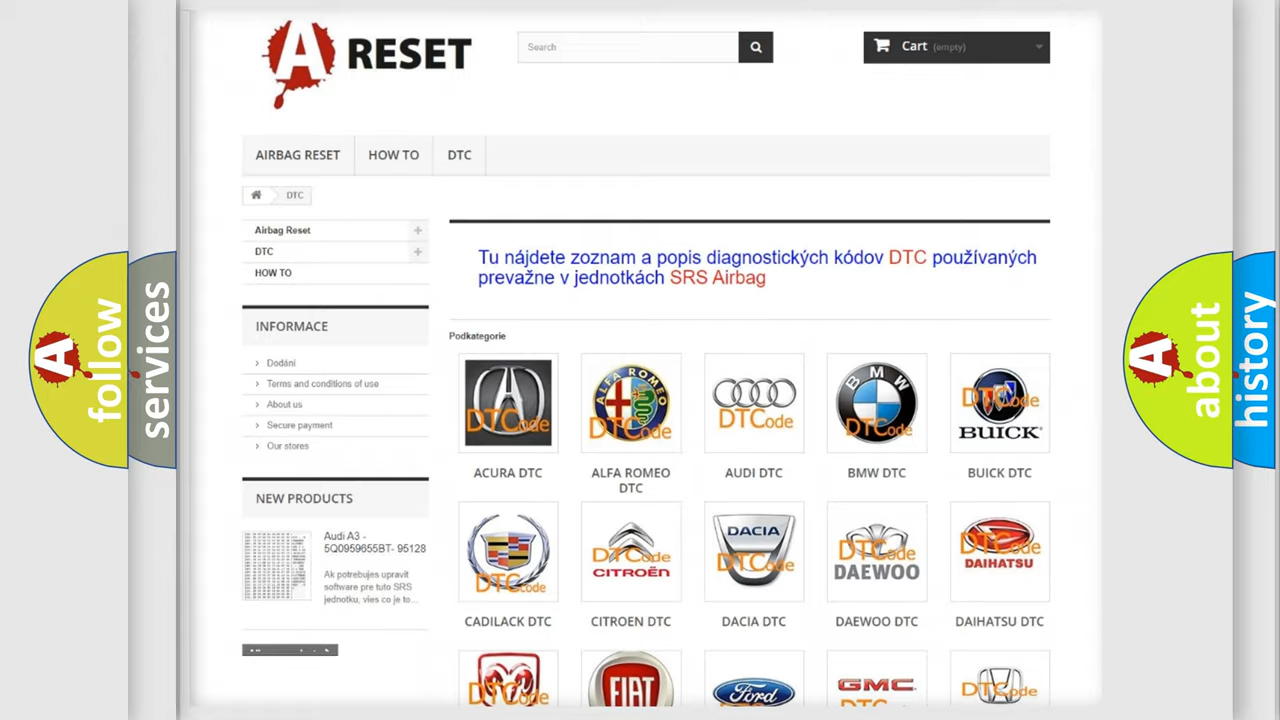 A RESET
Search
Cart (empty)
AIRBAG RESET
HOW TO
DTC
DTC
Airbag Reset
DTC
HOW TO
INFORMACE
Dodání
Terms and conditions of use
About us
Secure payment
Our stores
NEW PRODUCTS
Audi A3 -
5Q0959655BT- 95128
Ak potrebujes upravit
software pre tuto SRS
jednotku, vies co je to...
Tu nájdete zoznam a popis diagnostických kódov DTC používaných
prevažne v jednotkách SRS Airbag
Podkategorie
DTCode
ALFA ROMEO
DTCode
DTCode
BMW
DTCode
DTCode
BUICK
ACURA DTC
ALFA ROMEO
DTC
AUDI DTC
BMW DTC
BUICK DTC
DTCode
DTCode
CITROËN
DACIA
DTCode
DTCode
DAEWOO
DTCode
DAIHATSU
CADILACK DTC
CITROEN DTC
DACIA DTC
DAEWOO DTC
DAIHATSU DTC
DTCode
FIAT
Ford
GMC
DTCode
A follow
services
A about
history